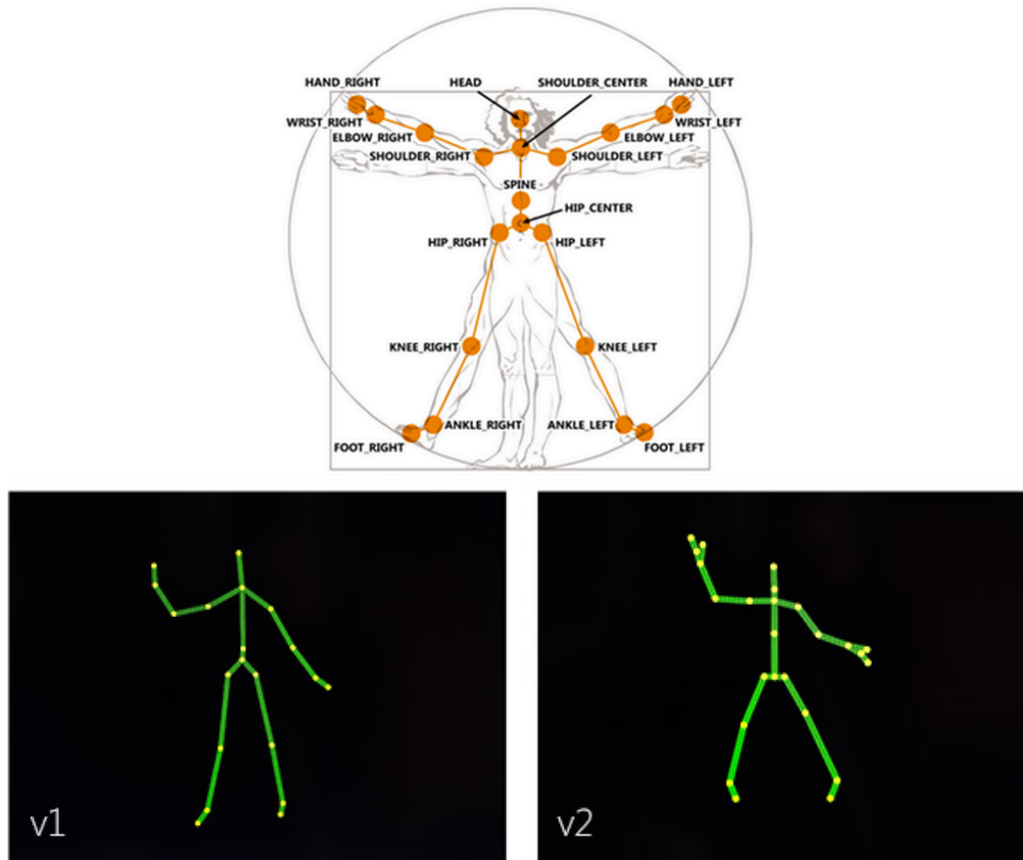 HAND_RIGHT
HEAD
SHOULDER_CENTER
HAND_LEFT
WRIST_RIGHT
WRIST_LEFT
ELBOW_RIGHT
ELBOW_LEFT
SHOULDER_RIGHT
SHOULDER_LEFT
SPINE
HIP_CENTER
HIP_RIGHT
HIP_LEFT
KNEE_RIGHT
KNEE_LEFT
ANKLE_RIGHT
ANKLE_LEFT
FOOT_RIGHT
FOOT_LEFT
v1
v2